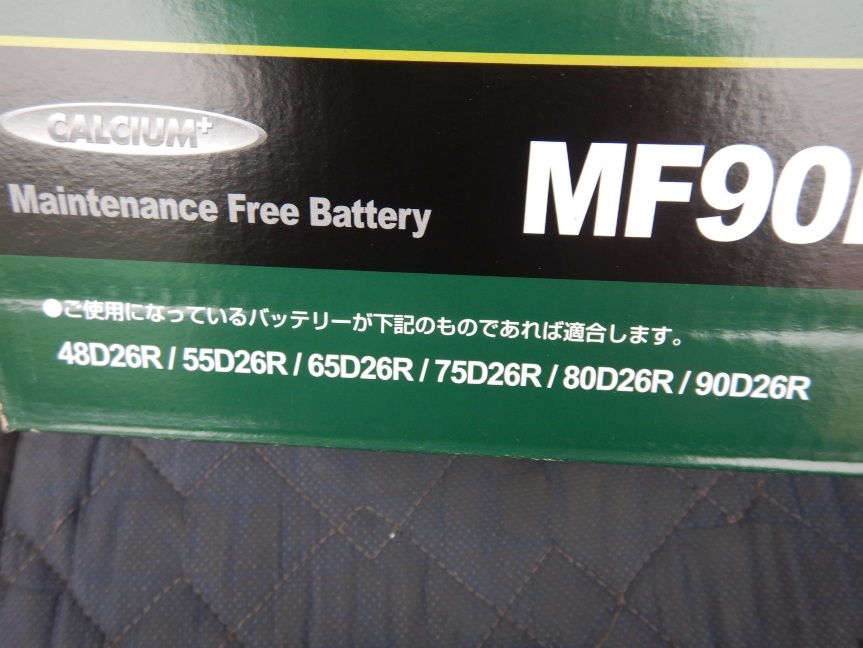 CALCIUM+
Maintenance Free Battery
MF90
●ご使用になっているバッテリーが下記のものであれば適合します。
48D26R / 55D26R / 65D26R / 75D26R / 80D26R / 90D26R